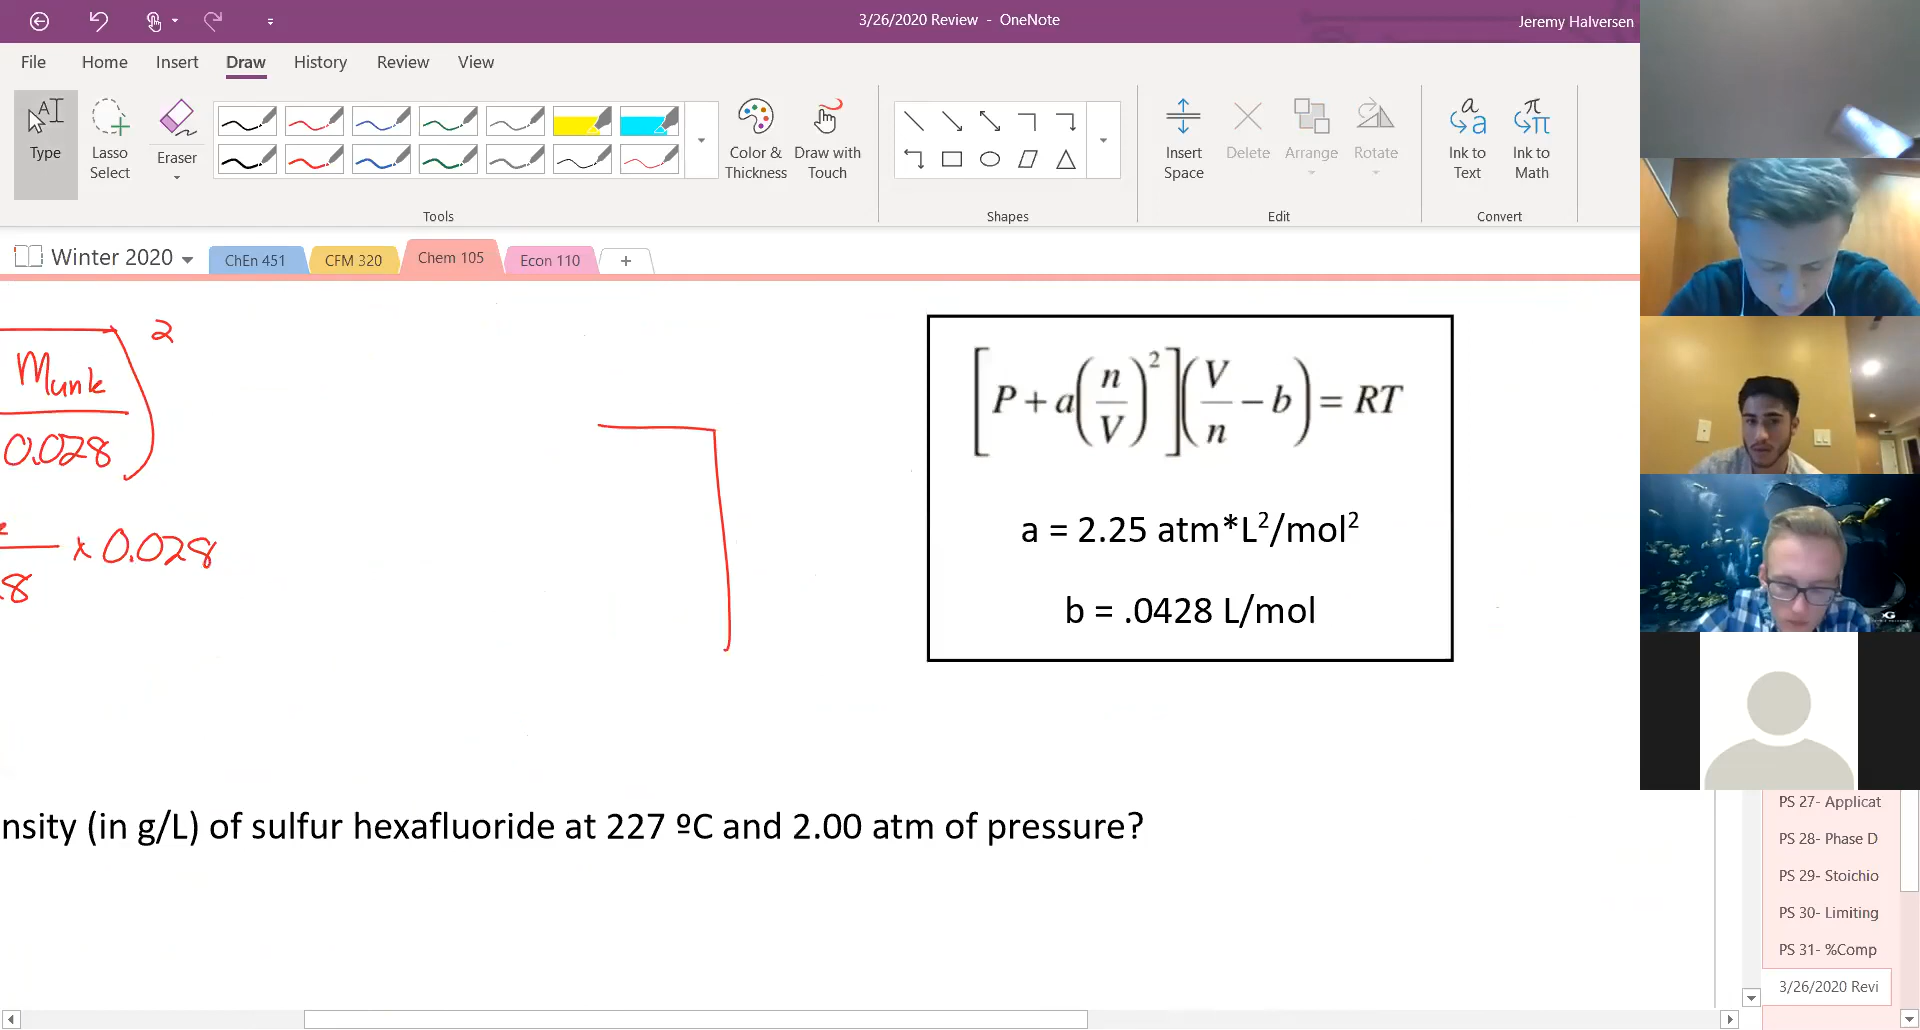 3/26/2020 Review - OneNote
Jeremy Halversen
File Home Insert Draw History Review View
Type
Lasso Select
Eraser
Color & Thickness
Draw with Touch
Insert Space
Delete
Arrange
Rotate
Ink to Text
Ink to Math
Tools
Shapes
Edit
Convert
Winter 2020
ChEn 451
CFM 320
Chem 105
Econ 110
+
2
Munk
0.028
8 x 0.028
[P + a(n/V)²](V/n − b) = RT
a = 2.25 atm*L²/mol²
b = .0428 L/mol
nsity (in g/L) of sulfur hexafluoride at 227 ºC and 2.00 atm of pressure?
PS 27- Applicat
PS 28- Phase D
PS 29- Stoichio
PS 30- Limiting
PS 31- %Comp
3/26/2020 Revi